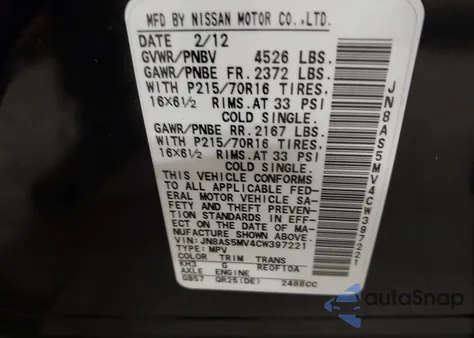 MFD BY NISSAN MOTOR CO.,LTD.
DATE 2/12
GVWR/PNBV 4526 LBS.
GAWR/PNBE FR. 2372 LBS.
WITH P215/70R16 TIRES.
16X6½ RIMS.AT 33 PSI
COLD SINGLE.
GAWR/PNBE RR. 2167 LBS.
WITH P215/70R16 TIRES.
16X6½ RIMS.AT 33 PSI
COLD SINGLE.
THIS VEHICLE CONFORMS
TO ALL APPLICABLE FED-
ERAL MOTOR VEHICLE SA-
FETY AND THEFT PREVEN-
TION STANDARDS IN EFF-
ECT ON THE DATE OF MA-
NUFACTURE SHOWN ABOVE.
VIN:JN8AS5MV4CW397221
TYPE: MPV
COLOR TRIM TRANS
KH3 G RE0F10A
AXLE ENGINE
GB57 QR25(DE) 2488CC
JN8AS5MV4CW397221
AutoSnap